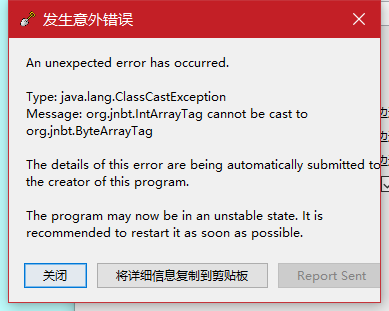 发生意外错误
An unexpected error has occurred.
Type: java.lang.ClassCastException
Message: org.jnbt.IntArrayTag cannot be cast to
org.jnbt.ByteArrayTag
The details of this error are being automatically submitted to
the creator of this program.
The program may now be in an unstable state. It is
recommended to restart it as soon as possible.
关闭
将详细信息复制到剪贴板
Report Sent